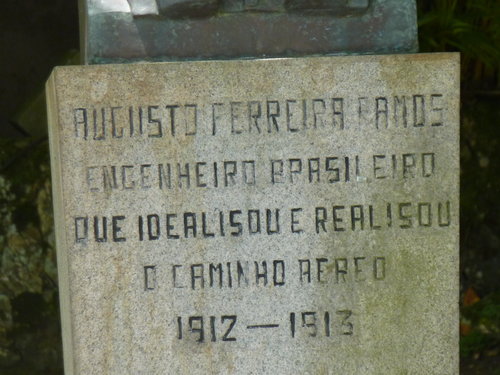 AUGUSTO FERREIRA RAMOS
ENGENHEIRO BRASILEIRO
QUE IDEALISOU E REALISOU
O CAMINHO AEREO
1912 — 1913